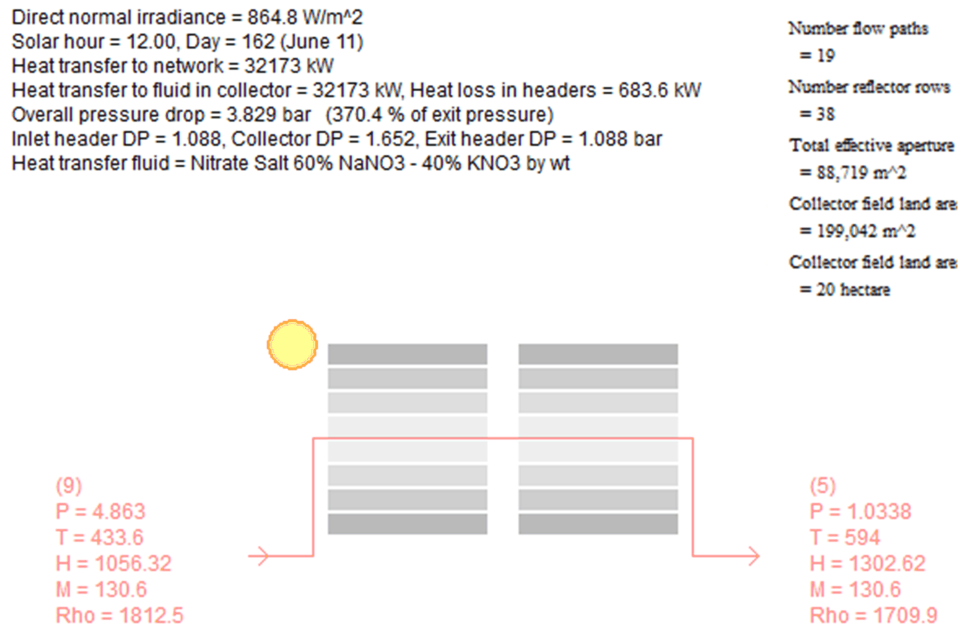 Direct normal irradiance = 864.8 W/m^2
Solar hour = 12.00, Day = 162 (June 11)
Heat transfer to network = 32173 kW
Heat transfer to fluid in collector = 32173 kW, Heat loss in headers = 683.6 kW
Overall pressure drop = 3.829 bar (370.4 % of exit pressure)
Inlet header DP = 1.088, Collector DP = 1.652, Exit header DP = 1.088 bar
Heat transfer fluid = Nitrate Salt 60% NaNO3 - 40% KNO3 by wt
Number flow paths
= 19
Number reflector rows
= 38
Total effective aperture
= 88,719 m^2
Collector field land are
= 199,042 m^2
Collector field land are
= 20 hectare
(9)
P = 4.863
T = 433.6
H = 1056.32
M = 130.6
Rho = 1812.5
(5)
P = 1.0338
T = 594
H = 1302.62
M = 130.6
Rho = 1709.9